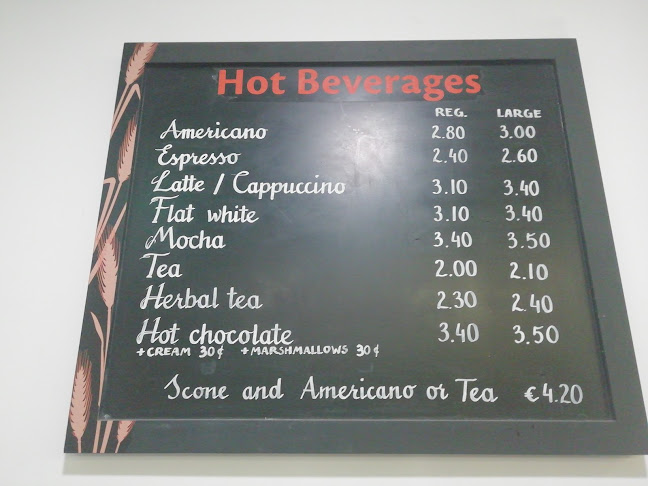 Hot Beverages
REG. LARGE
Americano 2.80 3.00
Espresso 2.40 2.60
Latte / Cappuccino 3.10 3.40
Flat white 3.10 3.40
Mocha 3.40 3.50
Tea 2.00 2.10
Herbal tea 2.30 2.40
Hot chocolate 3.40 3.50
+CREAM 30¢ +MARSHMALLOWS 30¢
Scone and Americano or Tea €4.20